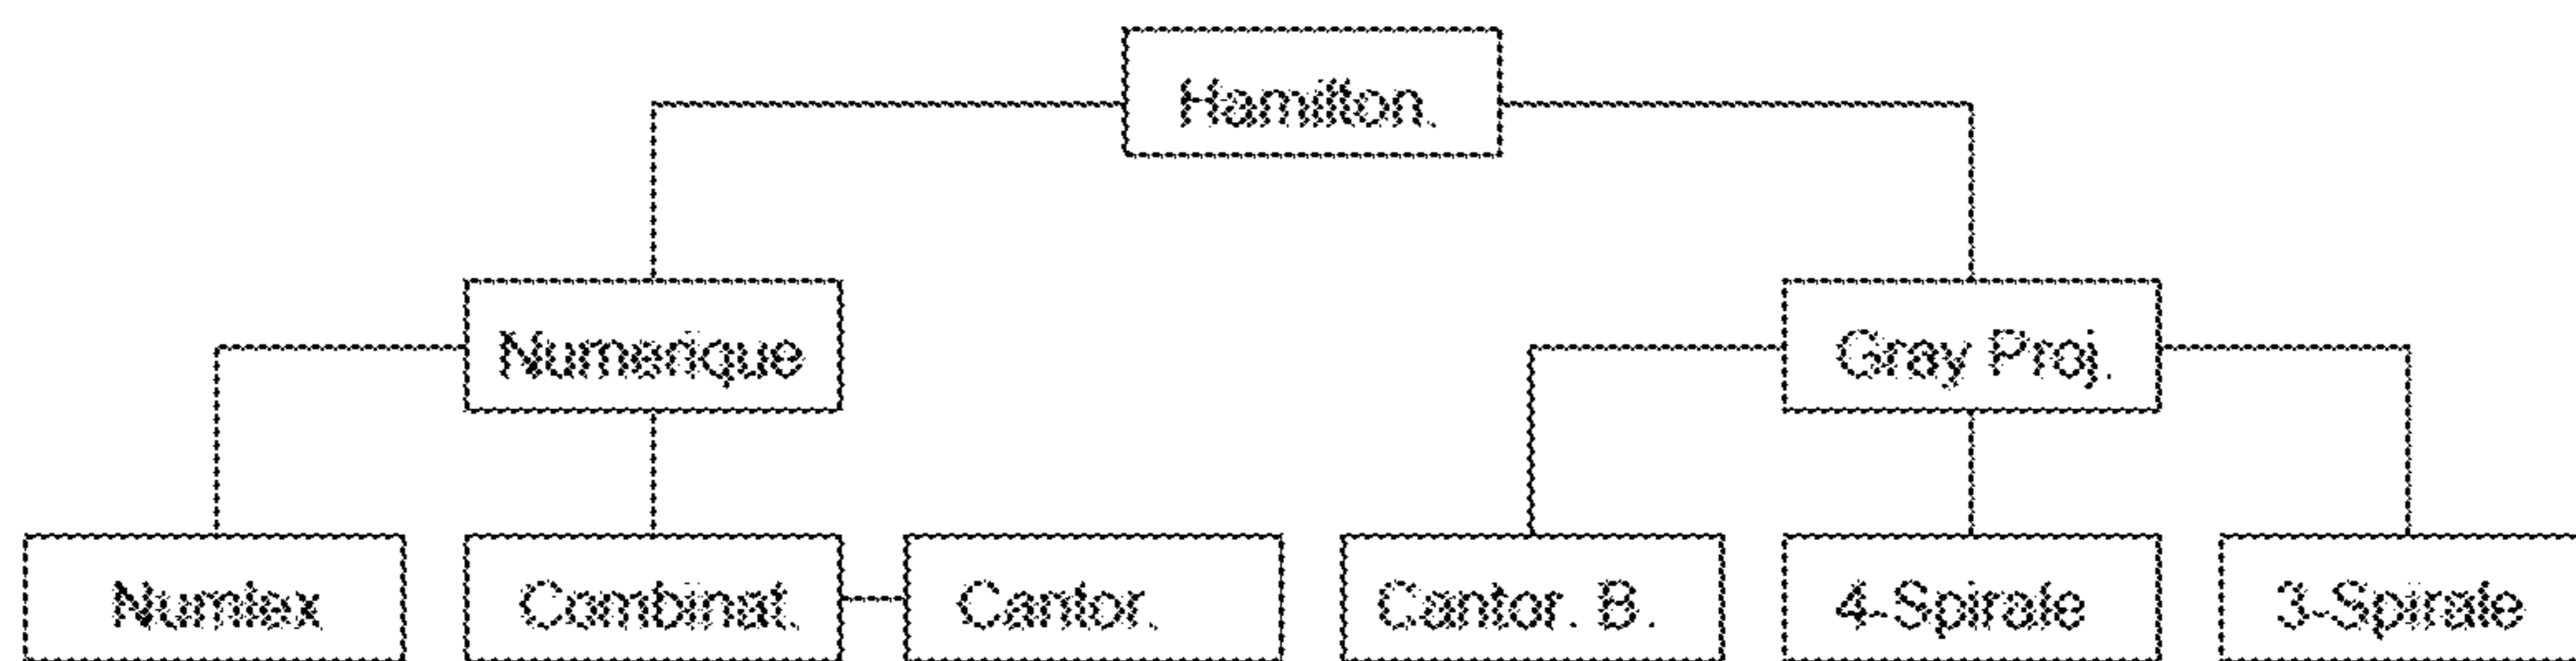 Hamilton.
Numerique
Gray Proj.
Numlex
Combinat.
Cantor.
Cantor. B.
4-Spirale
3-Spirale